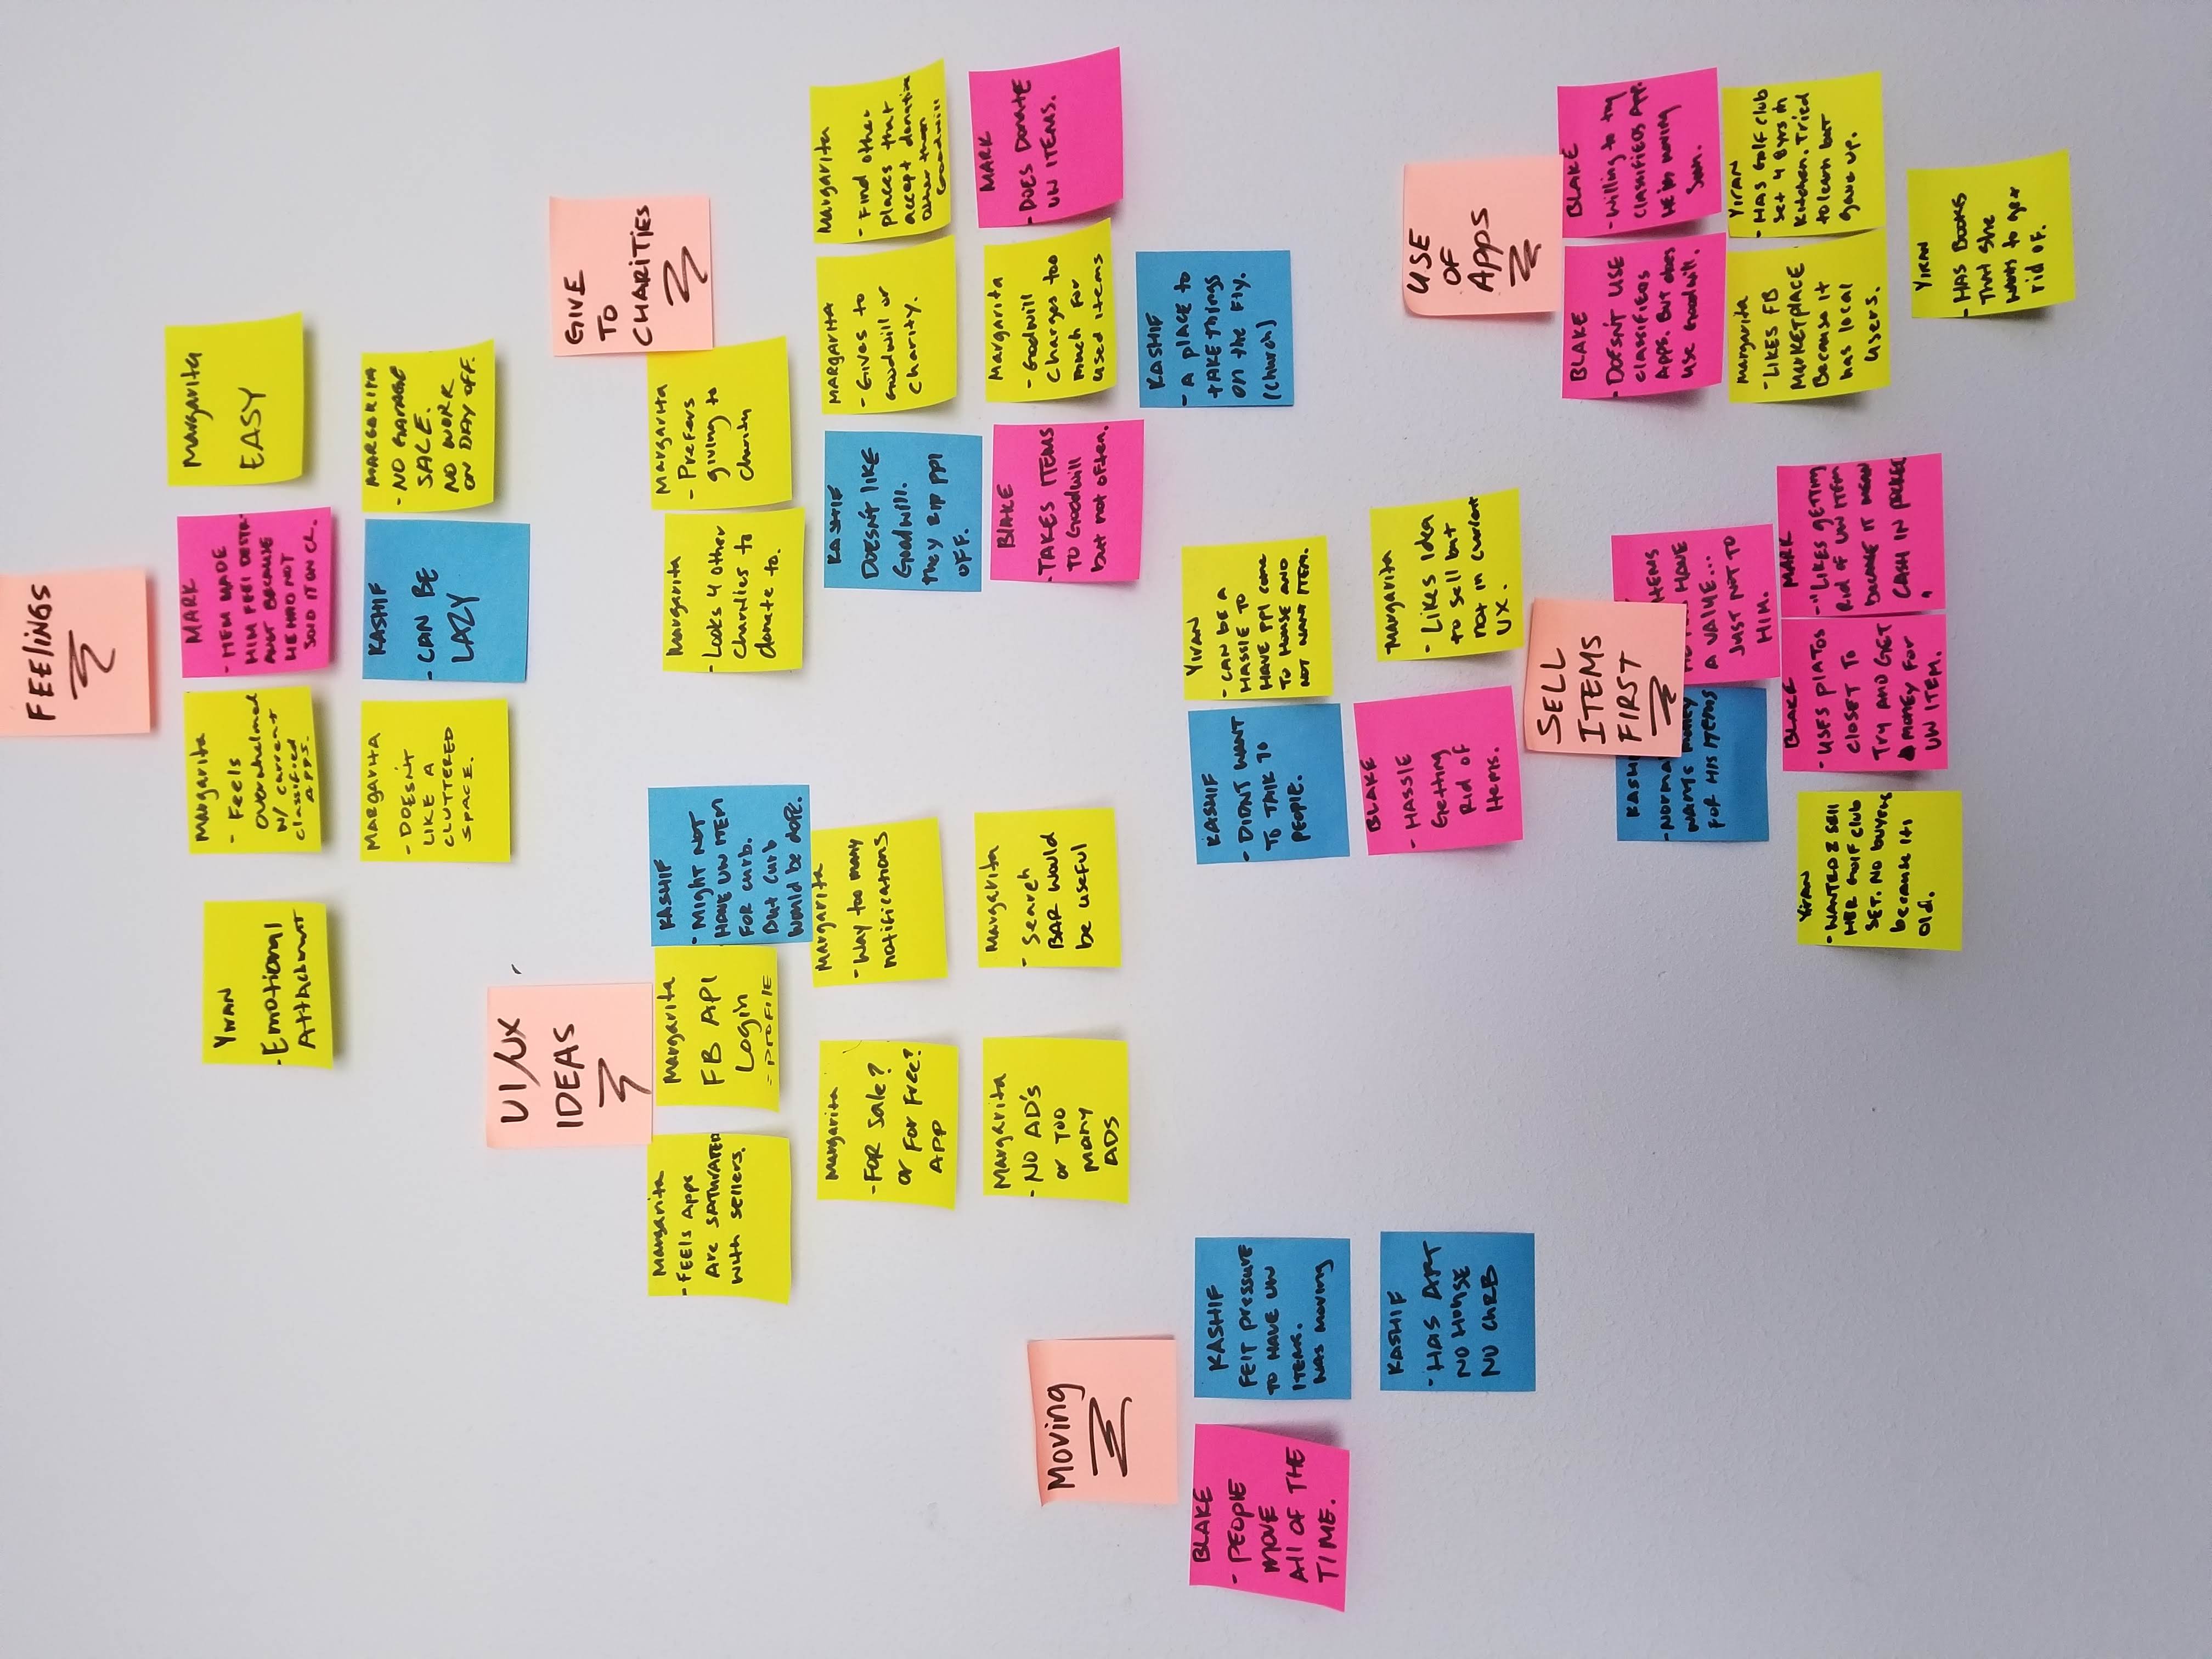 FEELiNGS
YIRAN
- Emotional
Attachment
Margarita
- Feels
overwhelmed
w/ current
classified
APPS.
MARK
- MEM MADE
HIM FEEL
BECAUSE
HE HAD NOT
SOLD IT ON CL.
Margarita
EASY
MARGARITA
- DOESN'T
LIKE A
CLUTTERED
SPACE.
KASHIF
- CAN BE
LAZY
MARGARITA
- NO GARAGE
SALE.
NO WORK
ON DAY OFF.
UI/UX
IDEAS
Margarita
- FEELS Apps
Are SATURATED
with sellers.
Margarita
FB API
Login
- PROFILE
KASHIF
- Might NOT
HAVE UW ITEM
FOR curb.
But curb
would be dope.
Margarita
- FOR Sale?
or For Free?
APP
Margarita
- Way too many
notifications
Margarita
- NO AD's
or TOO
MANY
ADS
Margarita
- Search
BAR would
be useful
GIVE
TO
CHARITIES
Margarita
- Looks 4 other
Charities to
donate to.
Margarita
- Prefers
giving to
charity
KASHIF
DOESN'T LIKE
Goodwill.
they RIP PPl
OFF.
MARGARITA
- Gives to
Goodwill or
Charity.
Margarita
- Find other
places that
accept donation
other than
Goodwill
BLAKE
- TAKES ITEMS
TO Goodwill
but not often.
Margarita
- Goodwill
Charges too
much for
used items
MARK
- DOES Donate
UW ITEMS.
KASHIF
- A PLACE to
tAKE things
on the Fly.
(Church)
Moving
BLAKE
- PEOPLE
MOVE
All OF THE
TIME.
KASHIF
FELT pressure
TO HAVE UW
ITEMS.
WAS moving
KASHIF
- HAS APT
NO HOUSE
NO CURB
KASHIF
- DIDNT WANT
TO TALK TO
PEOPLE.
YIRAN
- CAN BE A
HASSLE TO
HAVE PPl come
TO HOUSE AND
NOT WANT ITEM.
BLAKE
- HASSLE
Getting
Rid of
Items.
Margarita
- Likes idea
to sell but
not in current
UX.
SELL
ITEMS
FIRST
KASHI
- NORMA
WANTS money
FOR HIS ITEMS
ITEMS
HAVE
A VALUE...
JUST NOT TO
HIM.
YIRAN
- WANTED 2 SELL
HER GOLF club
SET. NO buyers
because its
old.
BLAKE
- USES PLATOS
CLOSET TO
TRY AND GET
MONEY FOR
UW ITEM.
MARK
- "LIKES getting
Rid of UW ITEM
BECAUSE IT MEAN
CASH IN POCKET
"
USE
OF
Apps
BLAKE
- DOESN'T USE
CLASSIFIEDS
APPS. BUT does
use Goodwill.
BLAKE
- Willing to try
CLASSIFIEDS APP.
HE is moving
Soon.
Margarita
- LIKES FB
MARKETPLACE
Because it
has local
users.
YIRAN
- HAS Golf club
set 4 8yrs in
Kitchen. Tried
to learn but
gave up.
YIRAN
- HAS BOOKS
That she
wants to get
rid of.